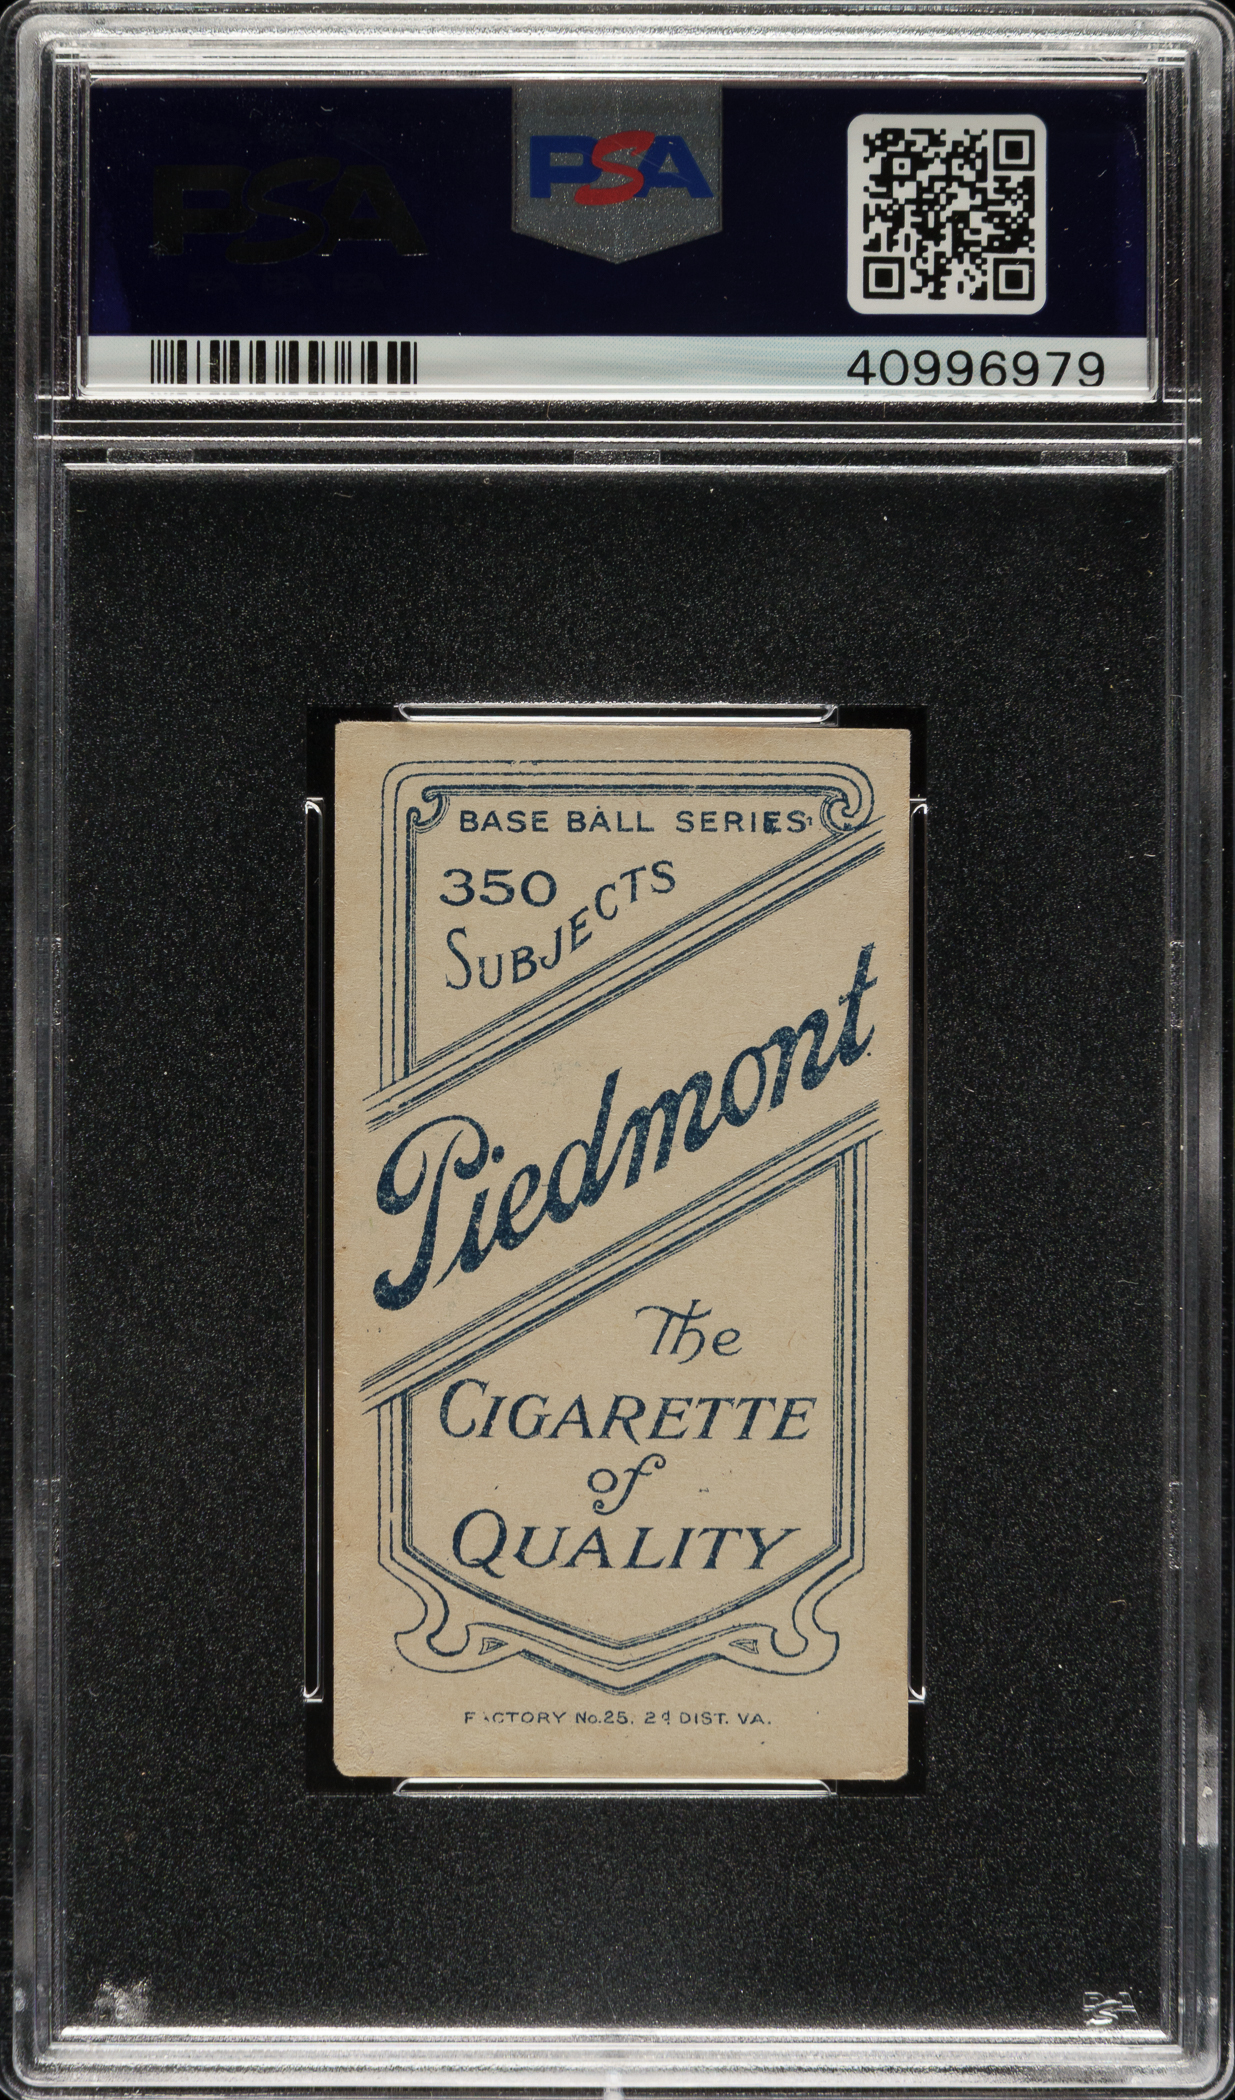 PSA
PSA
40996979
BASE BALL SERIES
350
SUBJECTS
Piedmont
The
CIGARETTE
of
QUALITY
FACTORY No.25. 2d DIST. VA.
PSA